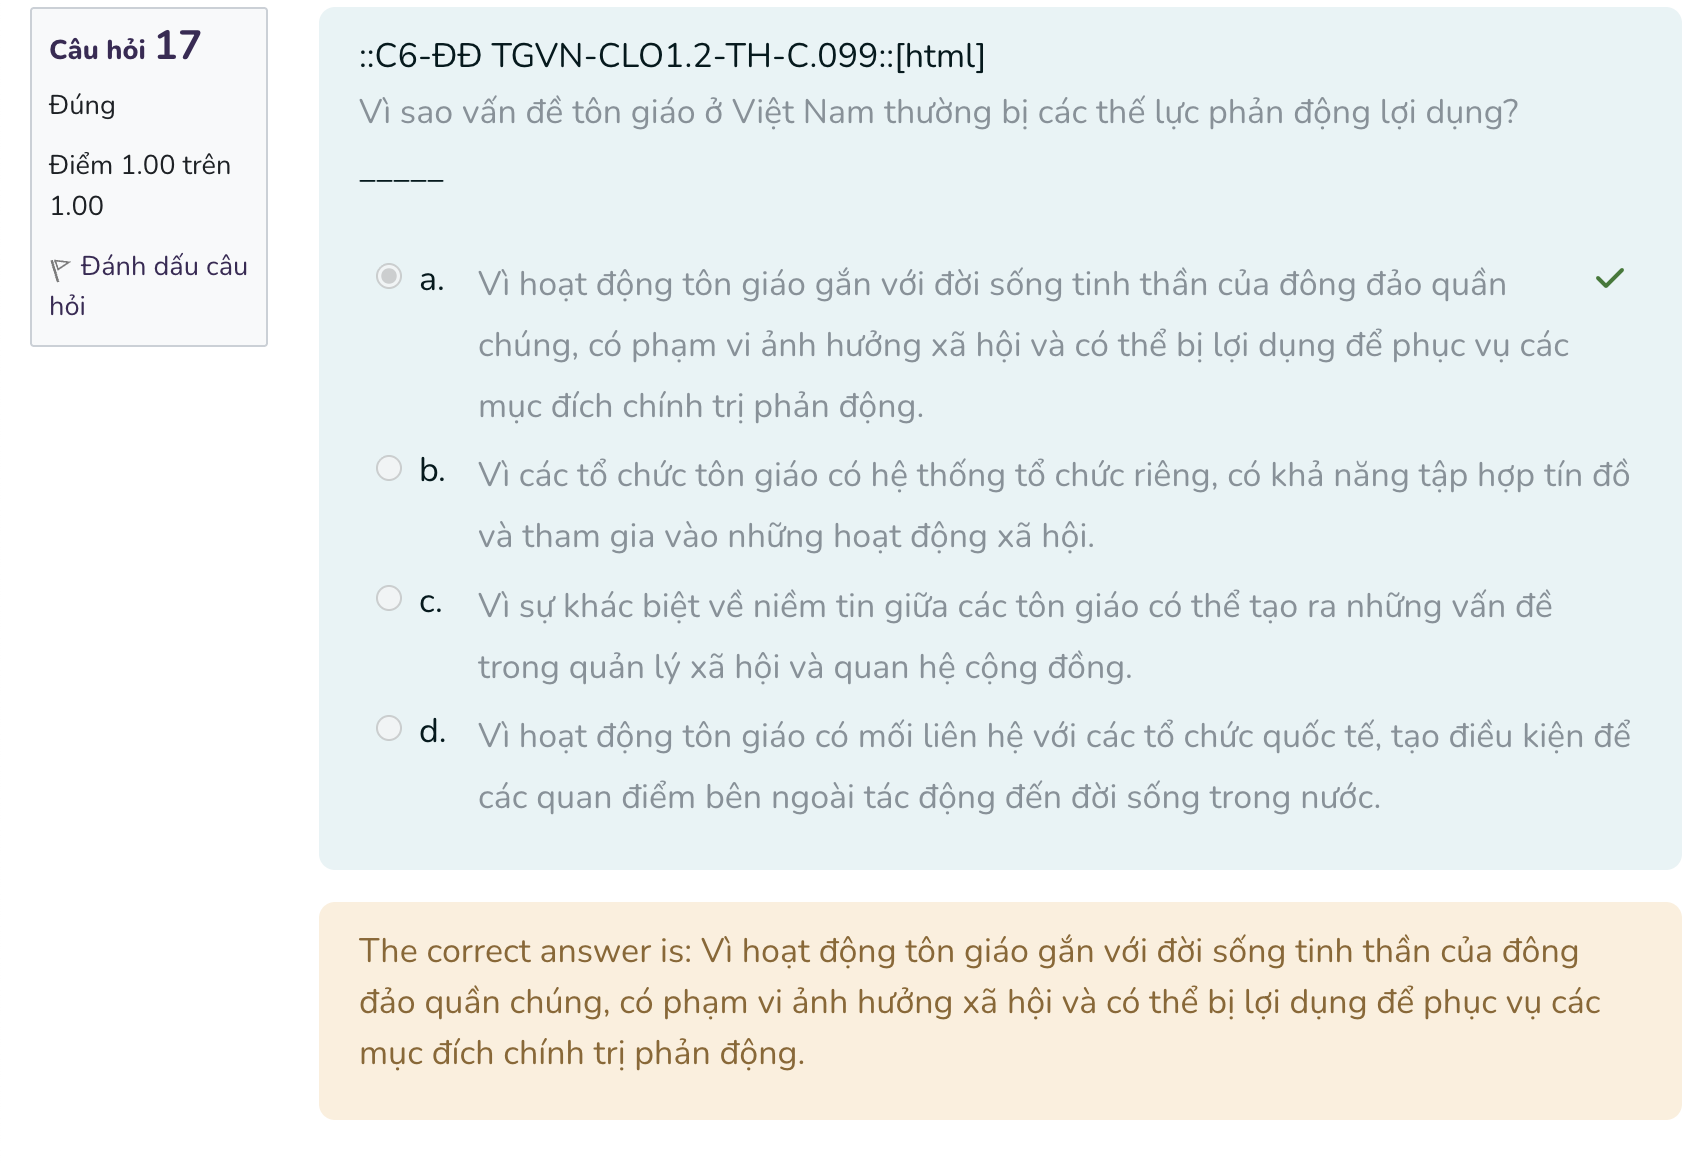 Câu hỏi 17
Đúng
Điểm 1.00 trên
1.00
Đánh dấu câu
hỏi
::C6-ĐĐ TGVN-CLO1.2-TH-C.099::[html]
Vì sao vấn đề tôn giáo ở Việt Nam thường bị các thế lực phản động lợi dụng?
_____
a. Vì hoạt động tôn giáo gắn với đời sống tinh thần của đông đảo quần
chúng, có phạm vi ảnh hưởng xã hội và có thể bị lợi dụng để phục vụ các
mục đích chính trị phản động.
b. Vì các tổ chức tôn giáo có hệ thống tổ chức riêng, có khả năng tập hợp tín đồ
và tham gia vào những hoạt động xã hội.
c. Vì sự khác biệt về niềm tin giữa các tôn giáo có thể tạo ra những vấn đề
trong quản lý xã hội và quan hệ cộng đồng.
d. Vì hoạt động tôn giáo có mối liên hệ với các tổ chức quốc tế, tạo điều kiện để
các quan điểm bên ngoài tác động đến đời sống trong nước.
The correct answer is: Vì hoạt động tôn giáo gắn với đời sống tinh thần của đông
đảo quần chúng, có phạm vi ảnh hưởng xã hội và có thể bị lợi dụng để phục vụ các
mục đích chính trị phản động.